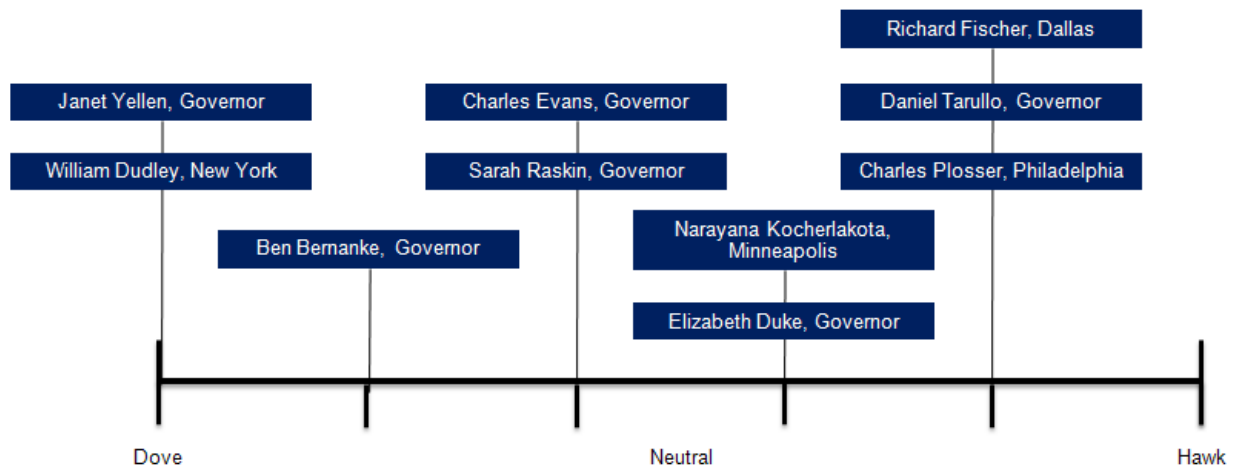 Richard Fischer, Dallas
Janet Yellen, Governor
Charles Evans, Governor
Daniel Tarullo, Governor
William Dudley, New York
Sarah Raskin, Governor
Charles Plosser, Philadelphia
Ben Bernanke, Governor
Narayana Kocherlakota,
Minneapolis
Elizabeth Duke, Governor
Dove
Neutral
Hawk